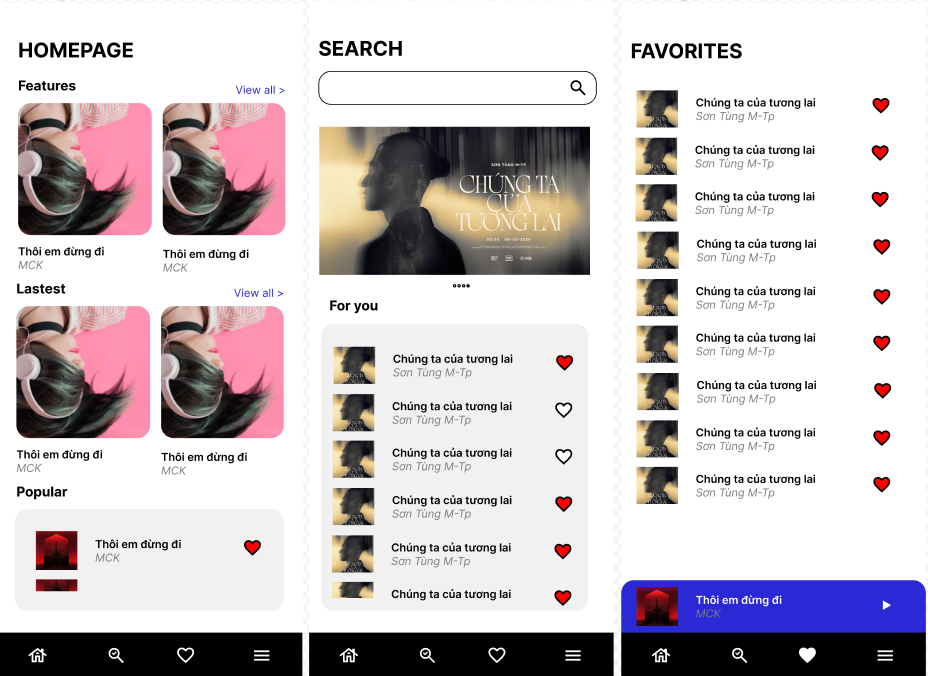 HOMEPAGE
Features
View all >
Thôi em đừng đi
MCK
Thôi em đừng đi
MCK
Lastest
View all >
Thôi em đừng đi
MCK
Thôi em đừng đi
MCK
Popular
Thôi em đừng đi
MCK
SEARCH
SƠN TÙNG M-TP
CHÚNG TA
CỦA
TƯƠNG LAI
For you
Chúng ta của tương lai
Sơn Tùng M-Tp
Chúng ta của tương lai
Sơn Tùng M-Tp
Chúng ta của tương lai
Sơn Tùng M-Tp
Chúng ta của tương lai
Sơn Tùng M-Tp
Chúng ta của tương lai
Sơn Tùng M-Tp
Chúng ta của tương lai
FAVORITES
Chúng ta của tương lai
Sơn Tùng M-Tp
Chúng ta của tương lai
Sơn Tùng M-Tp
Chúng ta của tương lai
Sơn Tùng M-Tp
Chúng ta của tương lai
Sơn Tùng M-Tp
Chúng ta của tương lai
Sơn Tùng M-Tp
Chúng ta của tương lai
Sơn Tùng M-Tp
Chúng ta của tương lai
Sơn Tùng M-Tp
Chúng ta của tương lai
Sơn Tùng M-Tp
Chúng ta của tương lai
Sơn Tùng M-Tp
Thôi em đừng đi
MCK